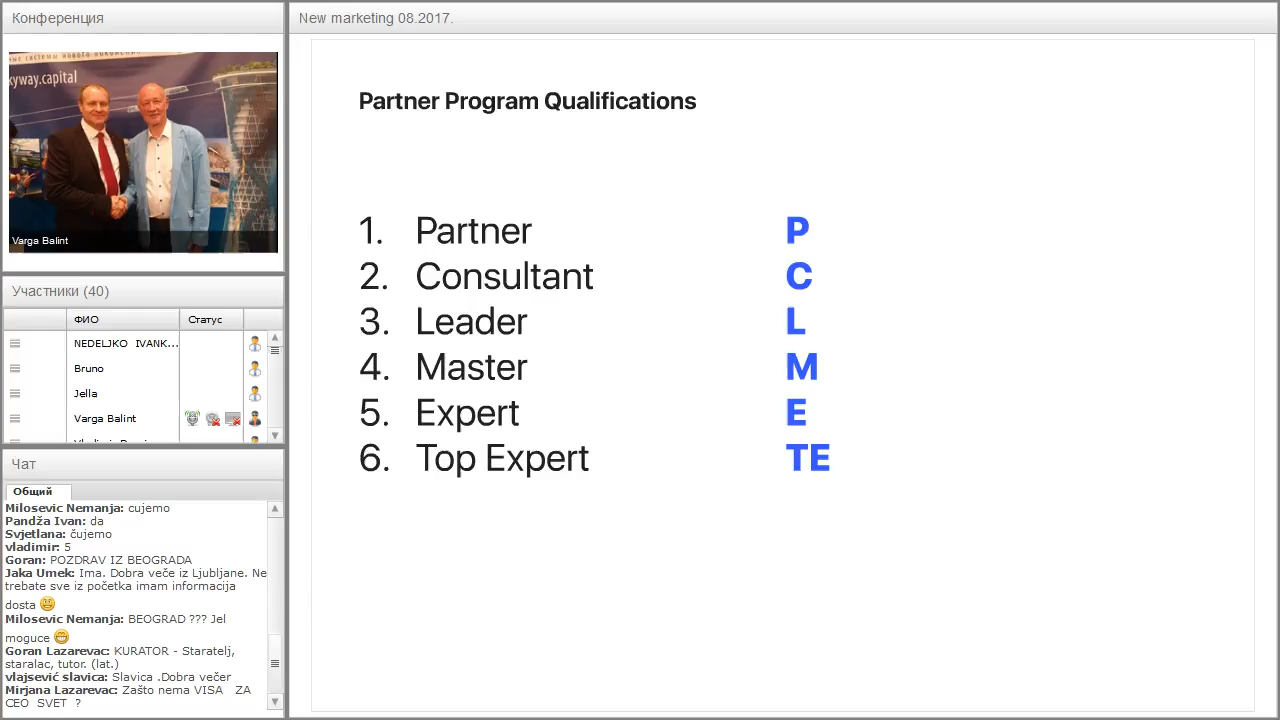 Конференция
kyway.capital
Varga Balint
Участники (40)
ФИО
Статус
NEDELJKO IVANK...
Bruno
Jella
Varga Balint
Чат
Общий
Milosevic Nemanja: cujemo
Pandža Ivan: da
Svjetlana: čujemo
vladimir: 5
Goran: POZDRAV IZ BEOGRADA
Jaka Umek: Ima. Dobra veče iz Ljubljane. Ne
trebate sve iz početka imam informacija
dosta
Milosevic Nemanja: BEOGRAD ??? Jel
moguce
Goran Lazarevac: KURATOR - Staratelj,
staralac, tutor. (lat.)
vlajsević slavica: Slavica .Dobra večer
Mirjana Lazarevac: Zašto nema VISA ZA
CEO SVET ?
New marketing 08.2017.
Partner Program Qualifications
1. Partner P
2. Consultant C
3. Leader L
4. Master M
5. Expert E
6. Top Expert TE